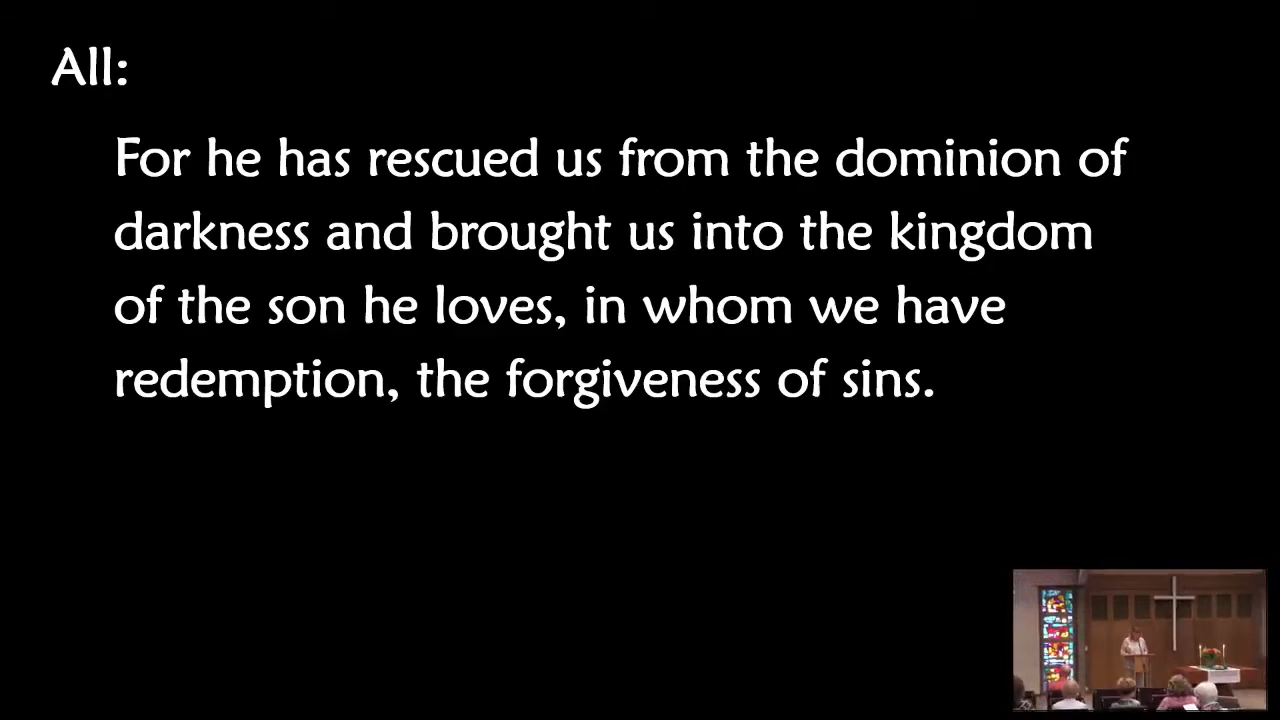 All:
For he has rescued us from the dominion of
darkness and brought us into the kingdom
of the son he loves, in whom we have
redemption, the forgiveness of sins.